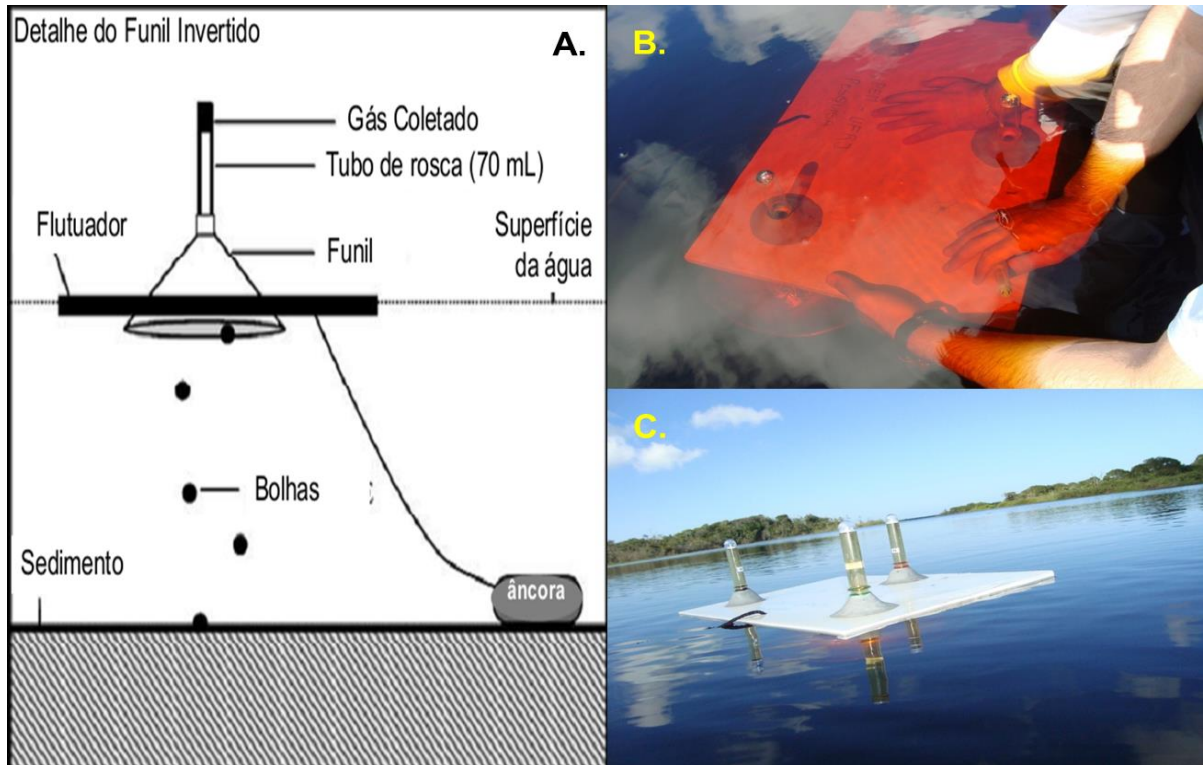 Detalhe do Funil Invertido
A.
Gás Coletado
Tubo de rosca (70 mL)
Flutuador
Funil
Superfície
da água
Bolhas
Sedimento
âncora
B.
C.